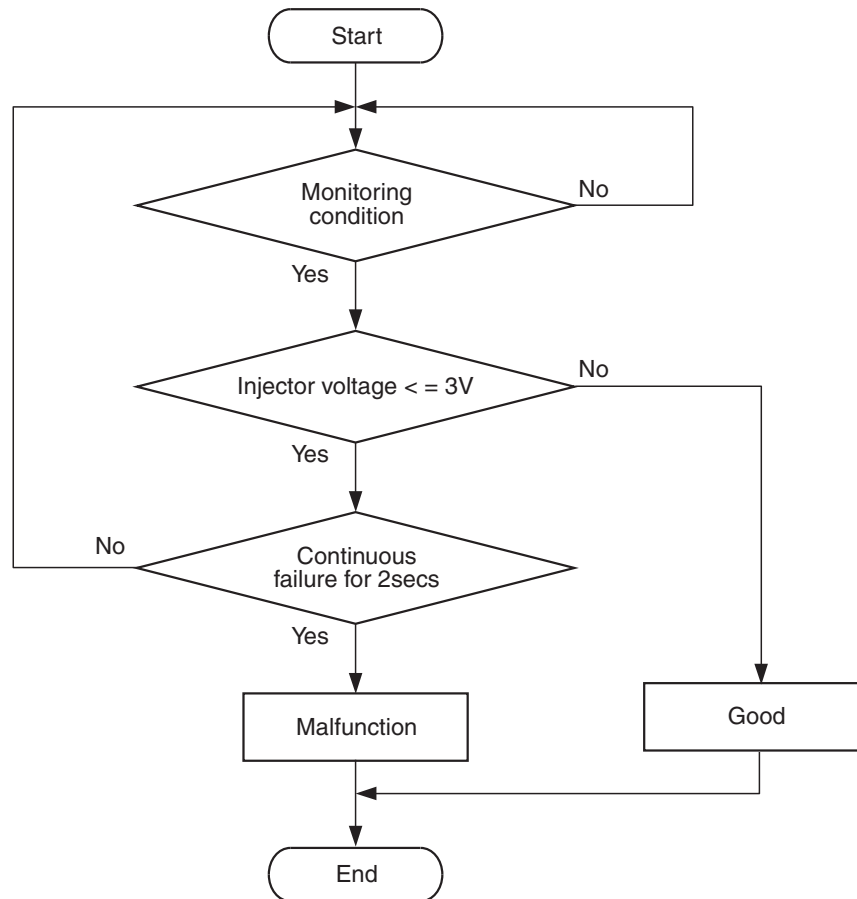 Start
Monitoring
condition
No
Yes
Injector voltage < = 3V
No
Yes
Continuous
failure for 2secs
No
Yes
Malfunction
Good
End